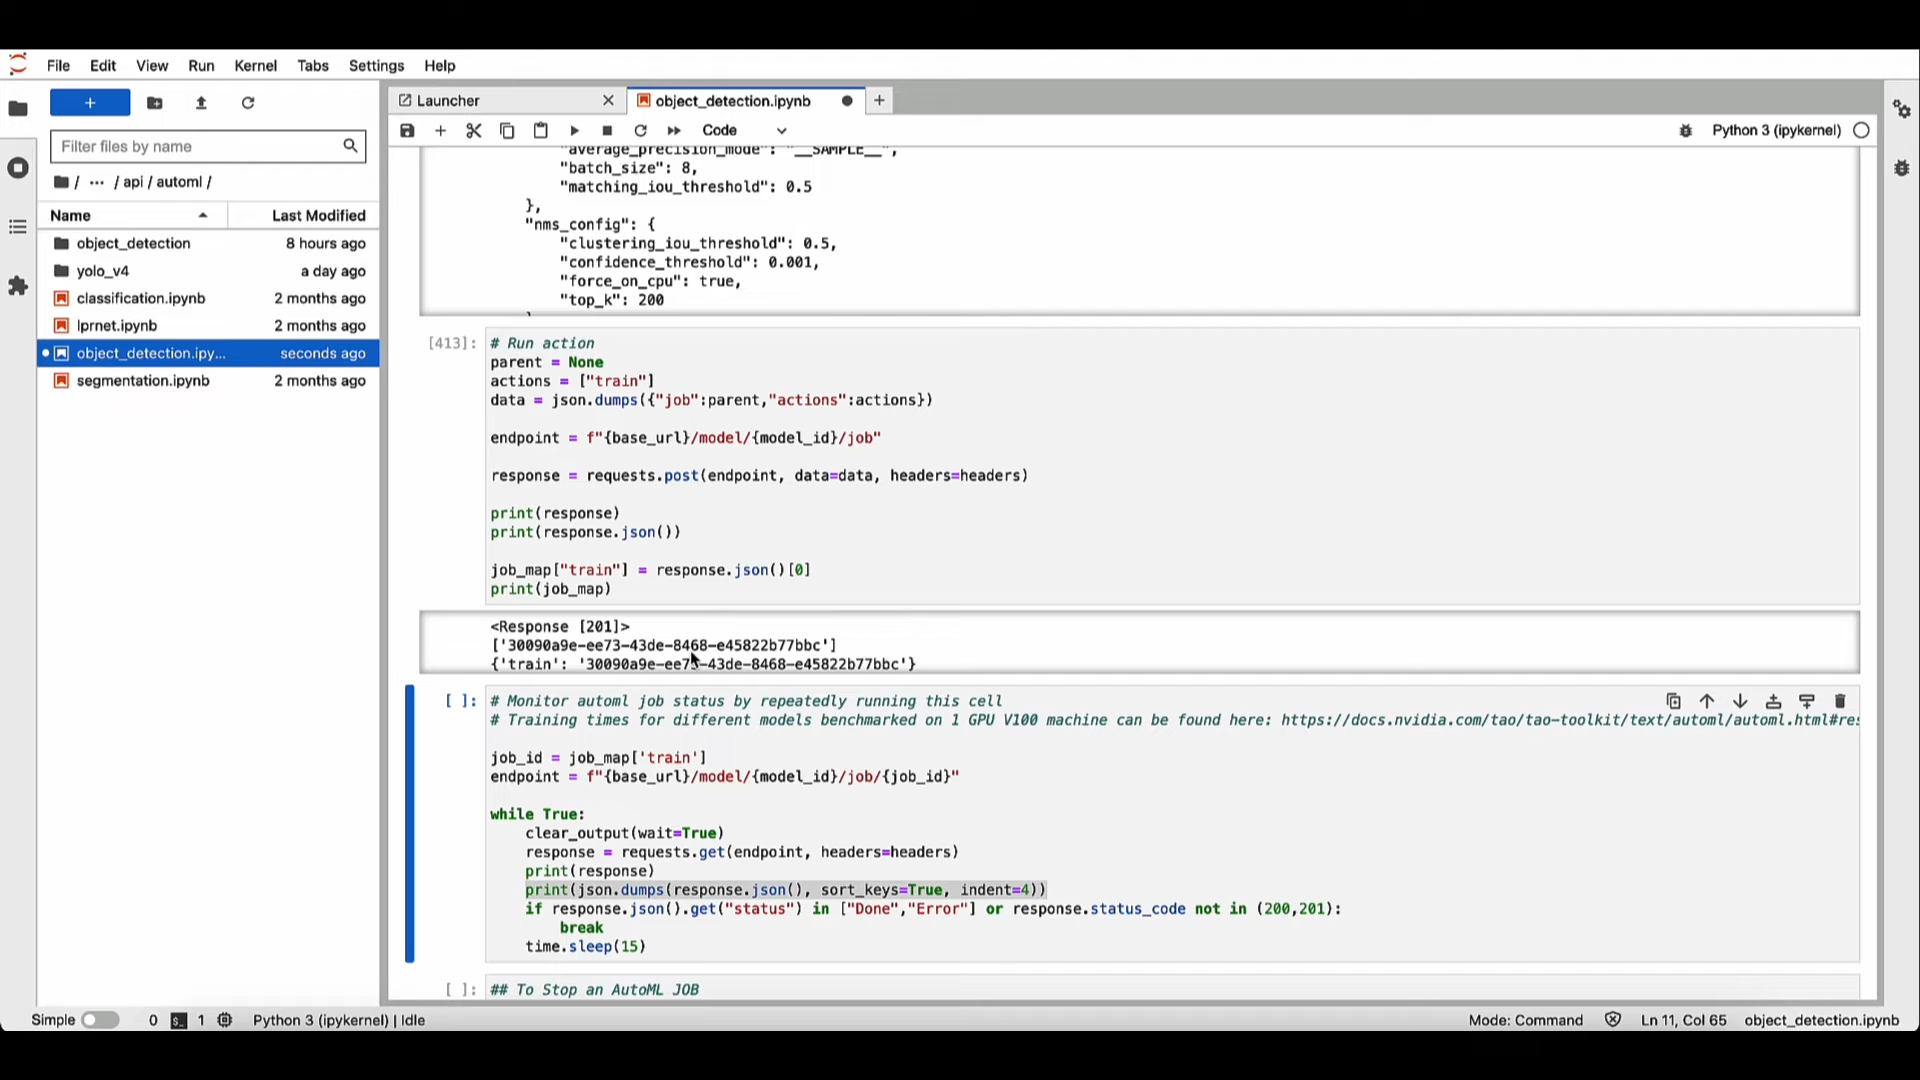 File Edit View Run Kernel Tabs Settings Help
+
Filter files by name
/ ... / api / automl /
Name Last Modified
object_detection 8 hours ago
yolo_v4 a day ago
classification.ipynb 2 months ago
lprnet.ipynb 2 months ago
object_detection.ipy... seconds ago
segmentation.ipynb 2 months ago
Launcher
object_detection.ipynb
Code
Python 3 (ipykernel)
"average_precision_mode": "__SAMPLE__",
"batch_size": 8,
"matching_iou_threshold": 0.5
},
"nms_config": {
"clustering_iou_threshold": 0.5,
"confidence_threshold": 0.001,
"force_on_cpu": true,
"top_k": 200
[413]:
# Run action
parent = None
actions = ["train"]
data = json.dumps({"job":parent,"actions":actions})
endpoint = f"{base_url}/model/{model_id}/job"
response = requests.post(endpoint, data=data, headers=headers)
print(response)
print(response.json())
job_map["train"] = response.json()[0]
print(job_map)
<Response [201]>
['30090a9e-ee73-43de-8468-e45822b77bbc']
{'train': '30090a9e-ee73-43de-8468-e45822b77bbc'}
[ ]:
# Monitor automl job status by repeatedly running this cell
# Training times for different models benchmarked on 1 GPU V100 machine can be found here: https://docs.nvidia.com/tao/tao-toolkit/text/automl/automl.html#res
job_id = job_map['train']
endpoint = f"{base_url}/model/{model_id}/job/{job_id}"
while True:
clear_output(wait=True)
response = requests.get(endpoint, headers=headers)
print(response)
print(json.dumps(response.json(), sort_keys=True, indent=4))
if response.json().get("status") in ["Done","Error"] or response.status_code not in (200,201):
break
time.sleep(15)
[ ]:
## To Stop an AutoML JOB
Simple 0 1 Python 3 (ipykernel) | Idle
Mode: Command Ln 11, Col 65 object_detection.ipynb